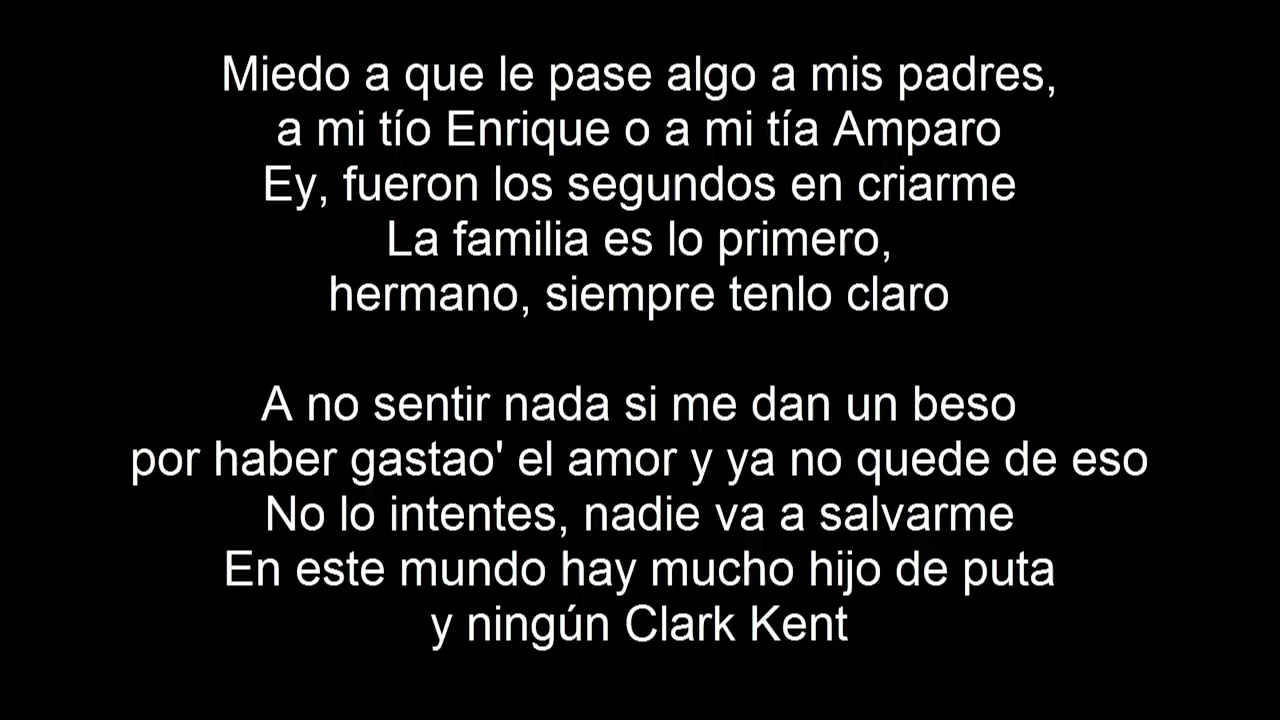 Miedo a que le pase algo a mis padres,
a mi tío Enrique o a mi tía Amparo
Ey, fueron los segundos en criarme
La familia es lo primero,
hermano, siempre tenlo claro
A no sentir nada si me dan un beso
por haber gastao' el amor y ya no quede de eso
No lo intentes, nadie va a salvarme
En este mundo hay mucho hijo de puta
y ningún Clark Kent